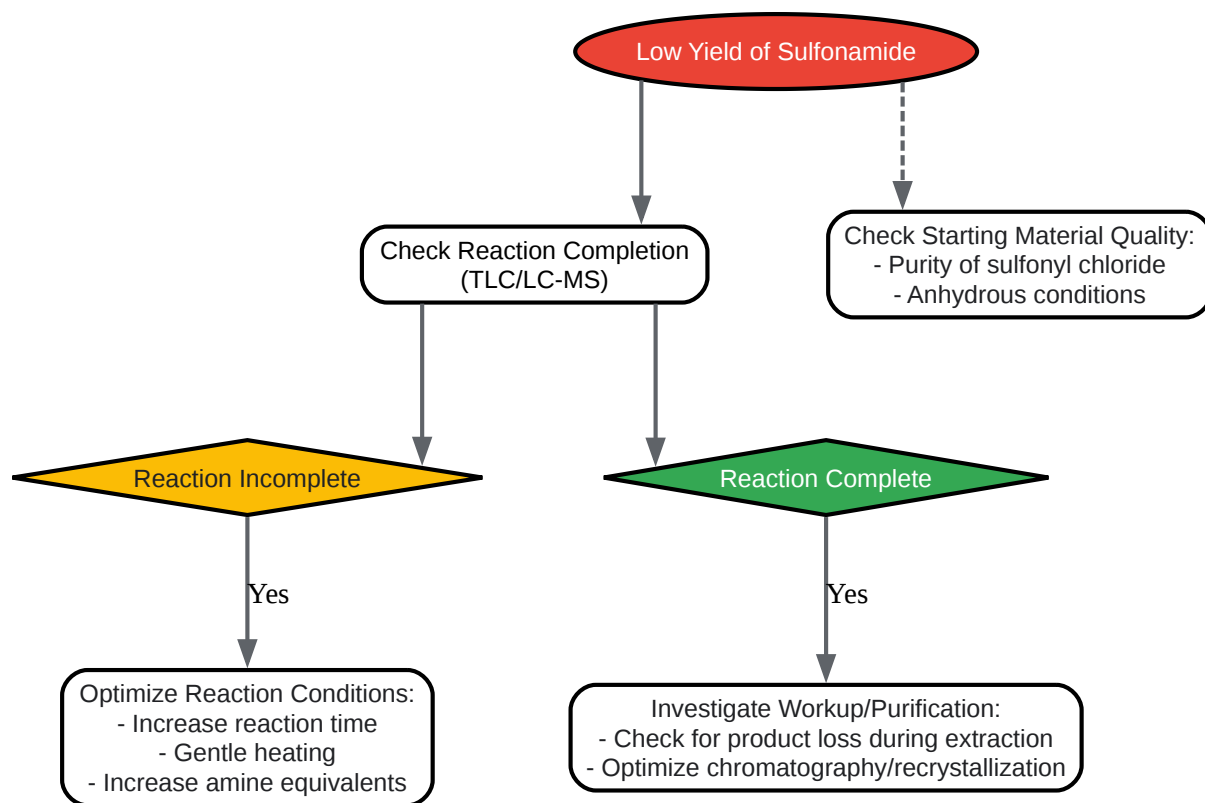 Low Yield of Sulfonamide
Check Reaction Completion
(TLC/LC-MS)
Check Starting Material Quality:
- Purity of sulfonyl chloride
- Anhydrous conditions
Reaction Incomplete
Reaction Complete
Yes
Yes
Optimize Reaction Conditions:
- Increase reaction time
- Gentle heating
- Increase amine equivalents
Investigate Workup/Purification:
- Check for product loss during extraction
- Optimize chromatography/recrystallization